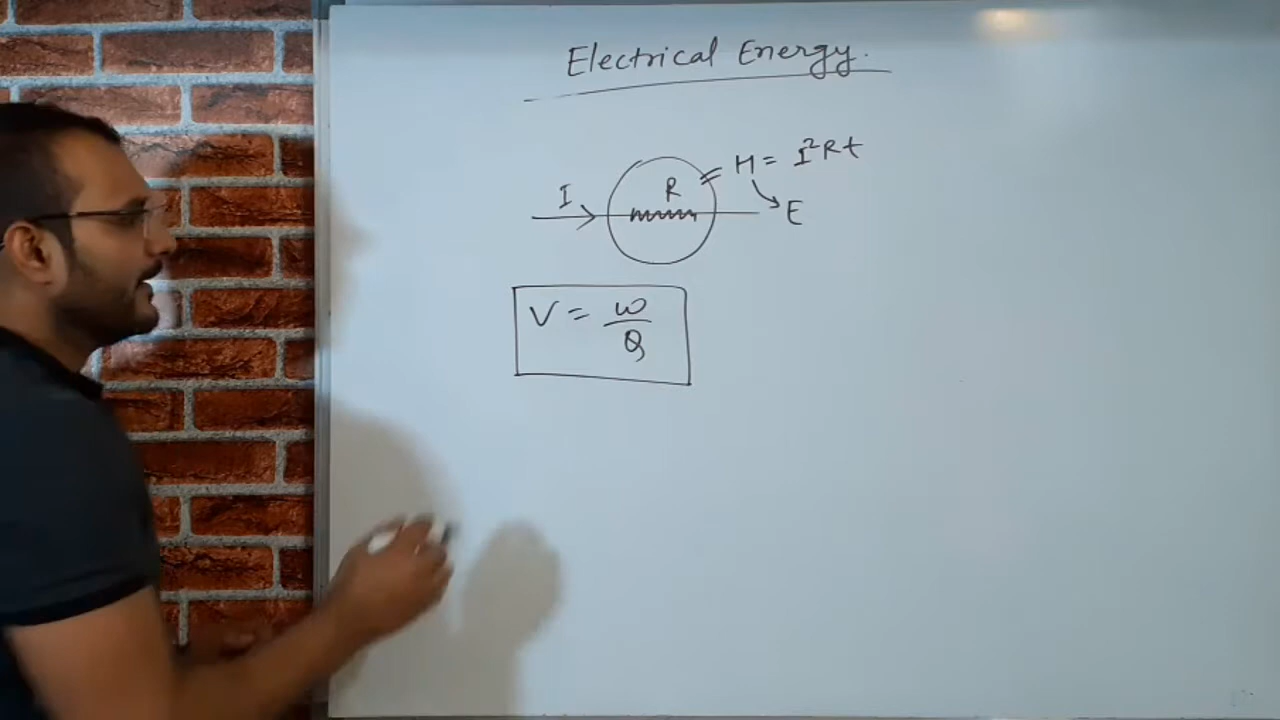 Electrical Energy.
H = I²Rt
I R
E
V = w/Q